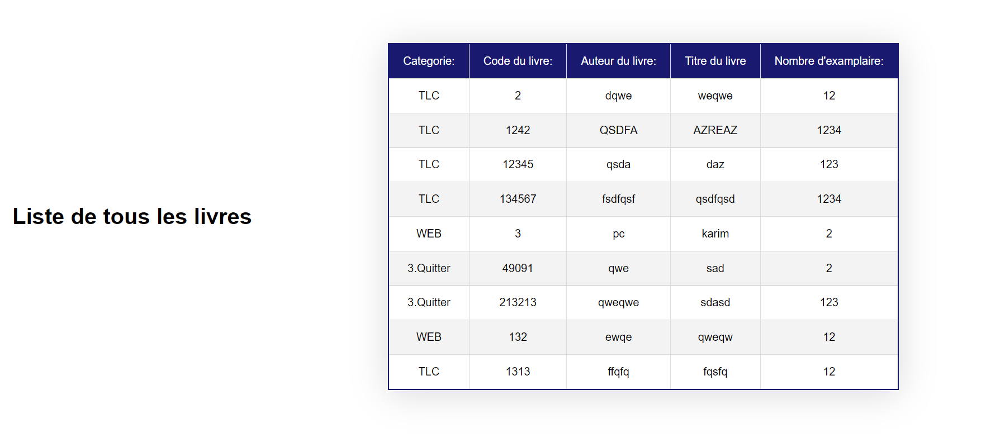 Liste de tous les livres
Categorie: Code du livre: Auteur du livre: Titre du livre Nombre d'examplaire:
TLC 2 dqwe weqwe 12
TLC 1242 QSDFA AZREAZ 1234
TLC 12345 qsda daz 123
TLC 134567 fsdfqsf qsdfqsd 1234
WEB 3 pc karim 2
3.Quitter 49091 qwe sad 2
3.Quitter 213213 qweqwe sdasd 123
WEB 132 ewqe qweqw 12
TLC 1313 ffqfq fqsfq 12